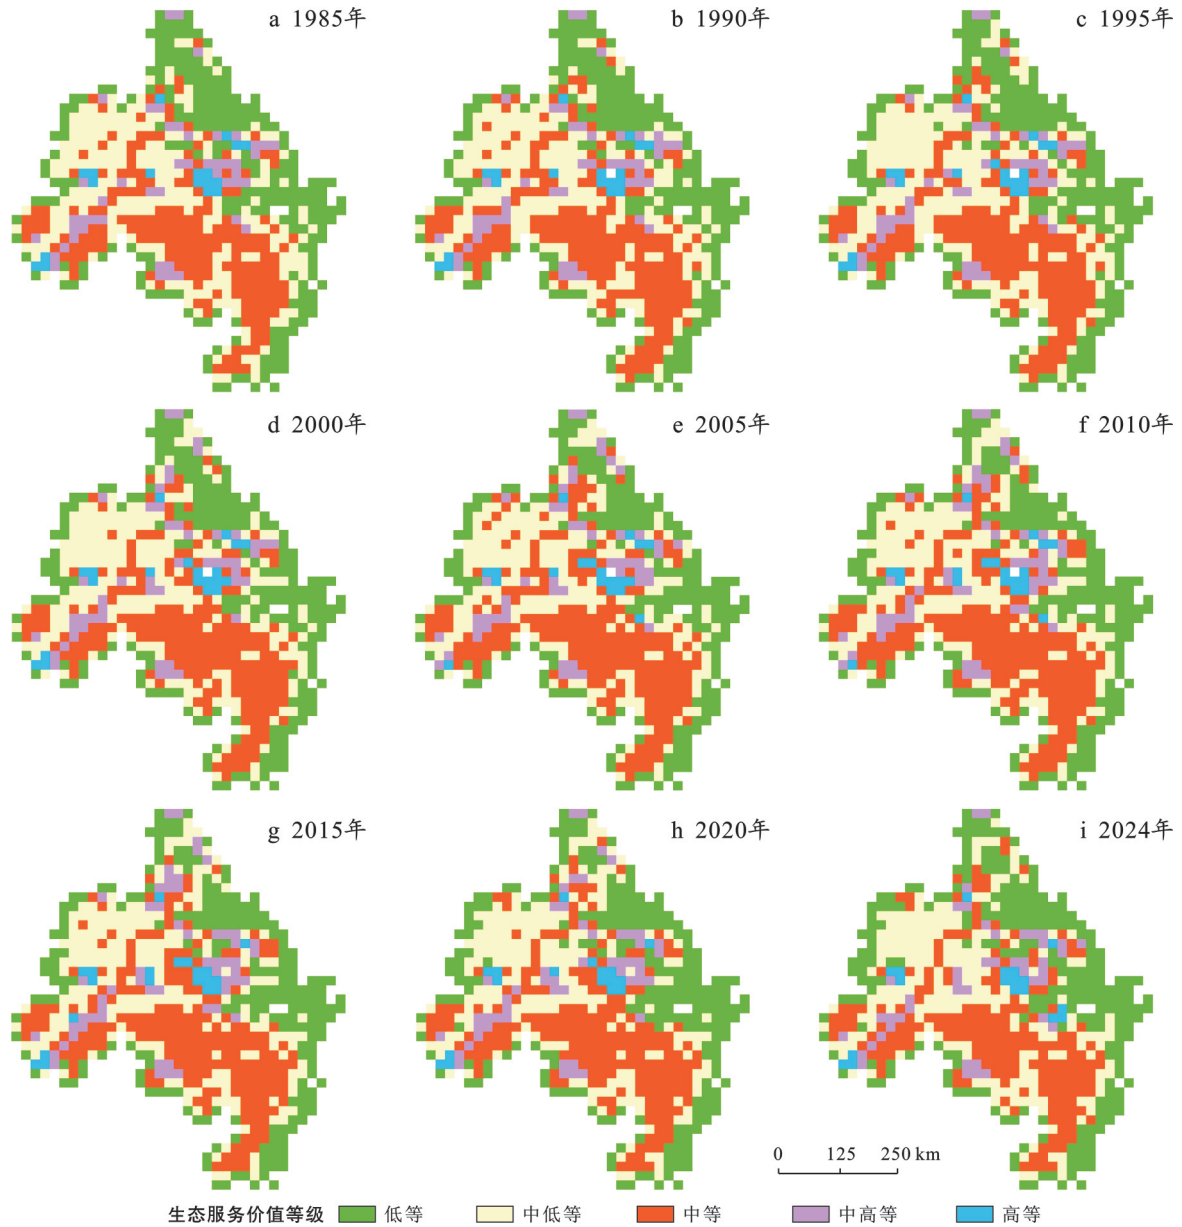 a 1985年
b 1990年
c 1995年
d 2000年
e 2005年
f 2010年
g 2015年
h 2020年
i 2024年
0 125 250 km
生态服务价值等级 低等 中低等 中等 中高等 高等